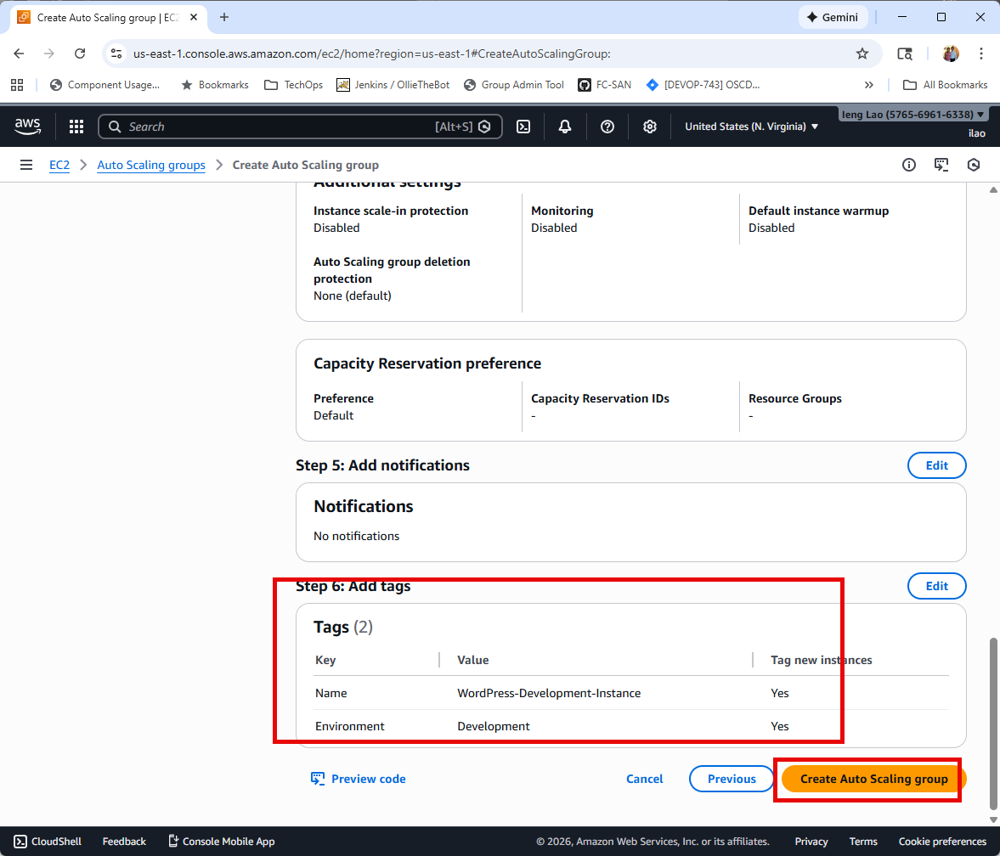 Create Auto Scaling group | EC2
Gemini
us-east-1.console.aws.amazon.com/ec2/home?region=us-east-1#CreateAutoScalingGroup:
Component Usage...
Bookmarks
TechOps
Jenkins / OllieTheBot
Group Admin Tool
FC-SAN
[DEVOP-743] OSCD...
All Bookmarks
aws
Search
[Alt+S]
United States (N. Virginia)
Ieng Lao (5765-6961-6338)
ilao
EC2
Auto Scaling groups
Create Auto Scaling group
Additional settings
Instance scale-in protection
Disabled
Monitoring
Disabled
Default instance warmup
Disabled
Auto Scaling group deletion
protection
None (default)
Capacity Reservation preference
Preference
Default
Capacity Reservation IDs
-
Resource Groups
-
Step 5: Add notifications
Edit
Notifications
No notifications
Step 6: Add tags
Edit
Tags (2)
Key Value Tag new instances
Name WordPress-Development-Instance Yes
Environment Development Yes
Preview code
Cancel
Previous
Create Auto Scaling group
CloudShell
Feedback
Console Mobile App
© 2026, Amazon Web Services, Inc. or its affiliates.
Privacy
Terms
Cookie preferences